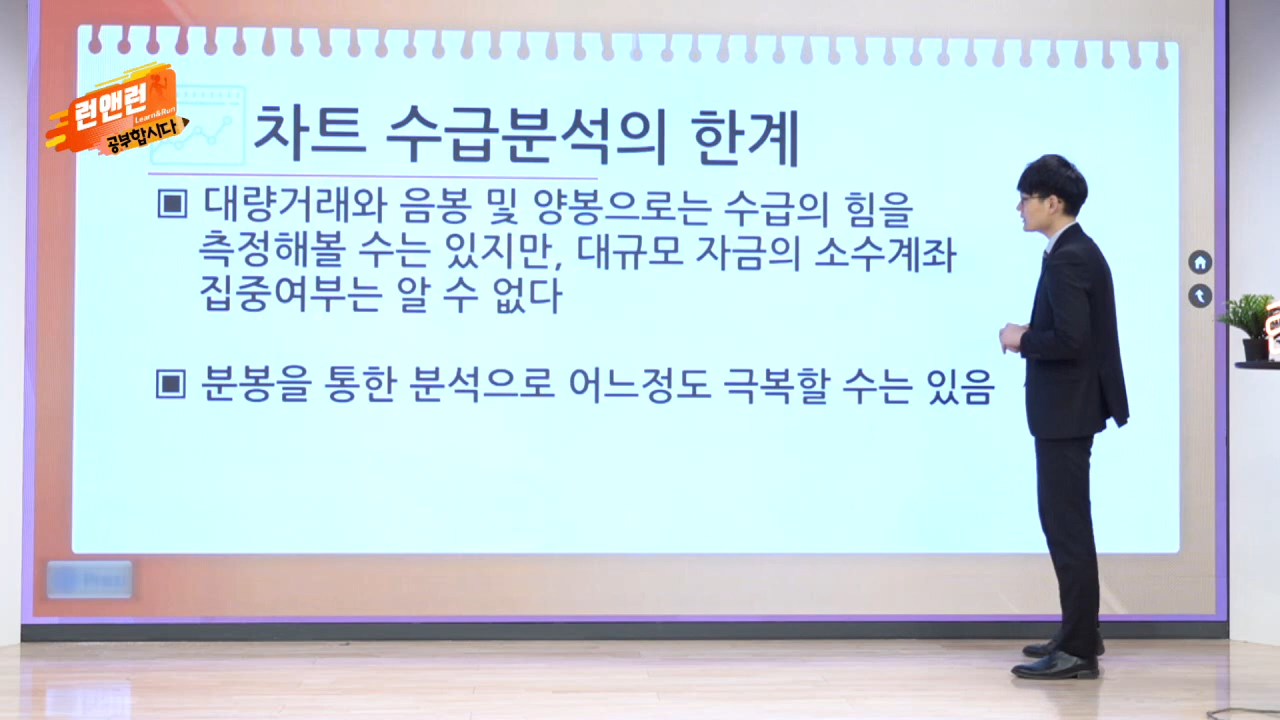 런앤런
Learn&Run
공부합시다
차트 수급분석의 한계
▣ 대량거래와 음봉 및 양봉으로는 수급의 힘을
측정해볼 수는 있지만, 대규모 자금의 소수계좌
집중여부는 알 수 없다
▣ 분봉을 통한 분석으로 어느정도 극복할 수는 있음